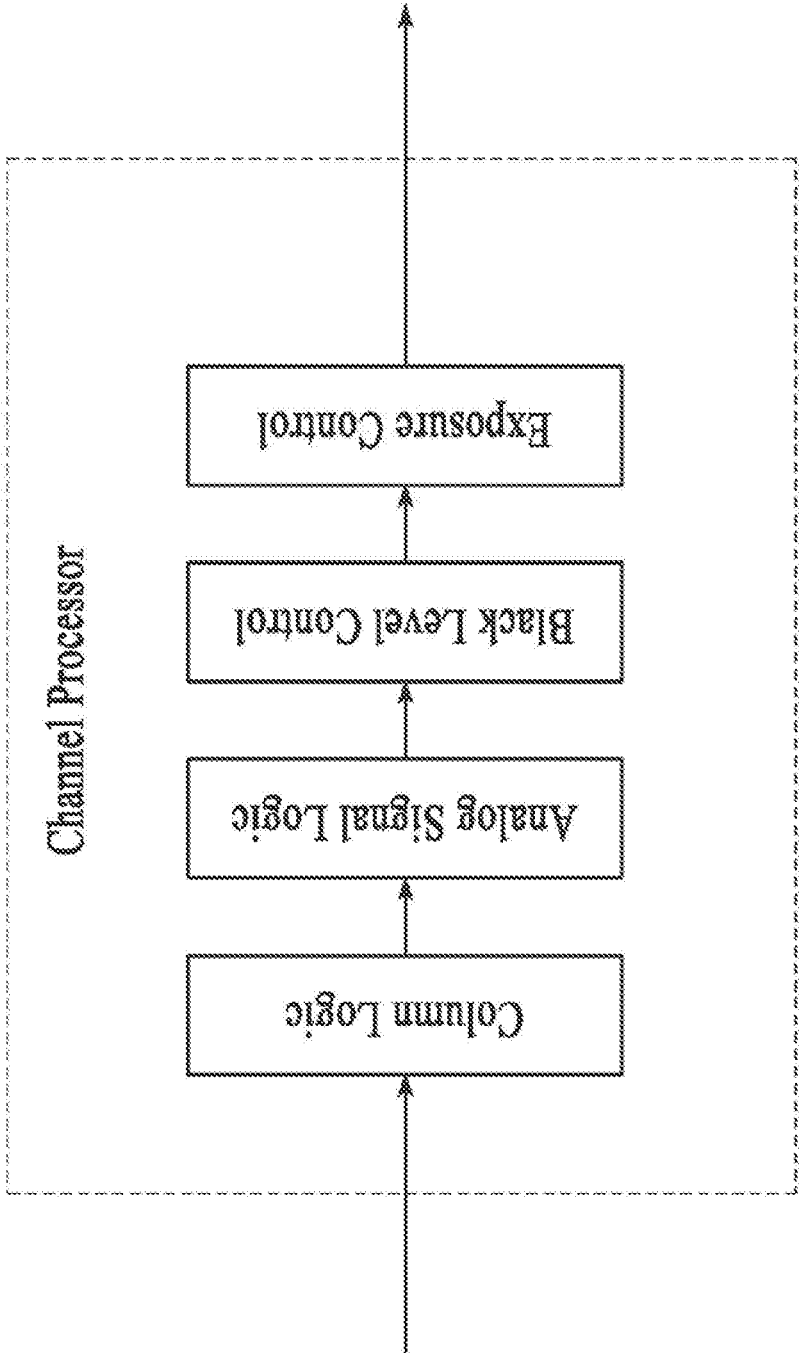 Channel Processor
Column Logic
Analog Signal Logic
Black Level Control
Exposure Control